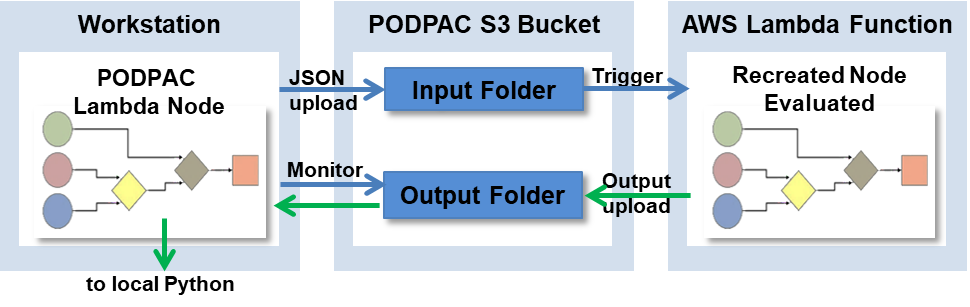 Workstation
PODPAC
Lambda Node
to local Python
JSON
upload
Monitor
PODPAC S3 Bucket
Input Folder
Output Folder
Trigger
Output
upload
AWS Lambda Function
Recreated Node
Evaluated